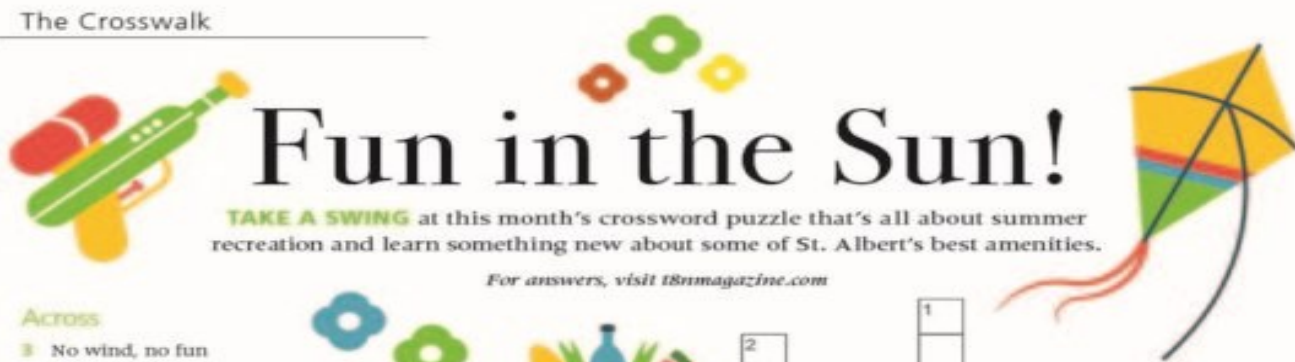 The Crosswalk
Fun in the Sun!
TAKE A SWING at this month's crossword puzzle that's all about summer
recreation and learn something new about some of St. Albert's best amenities.
For answers, visit t8nmagazine.com
Across
3 No wind, no fun
1
2